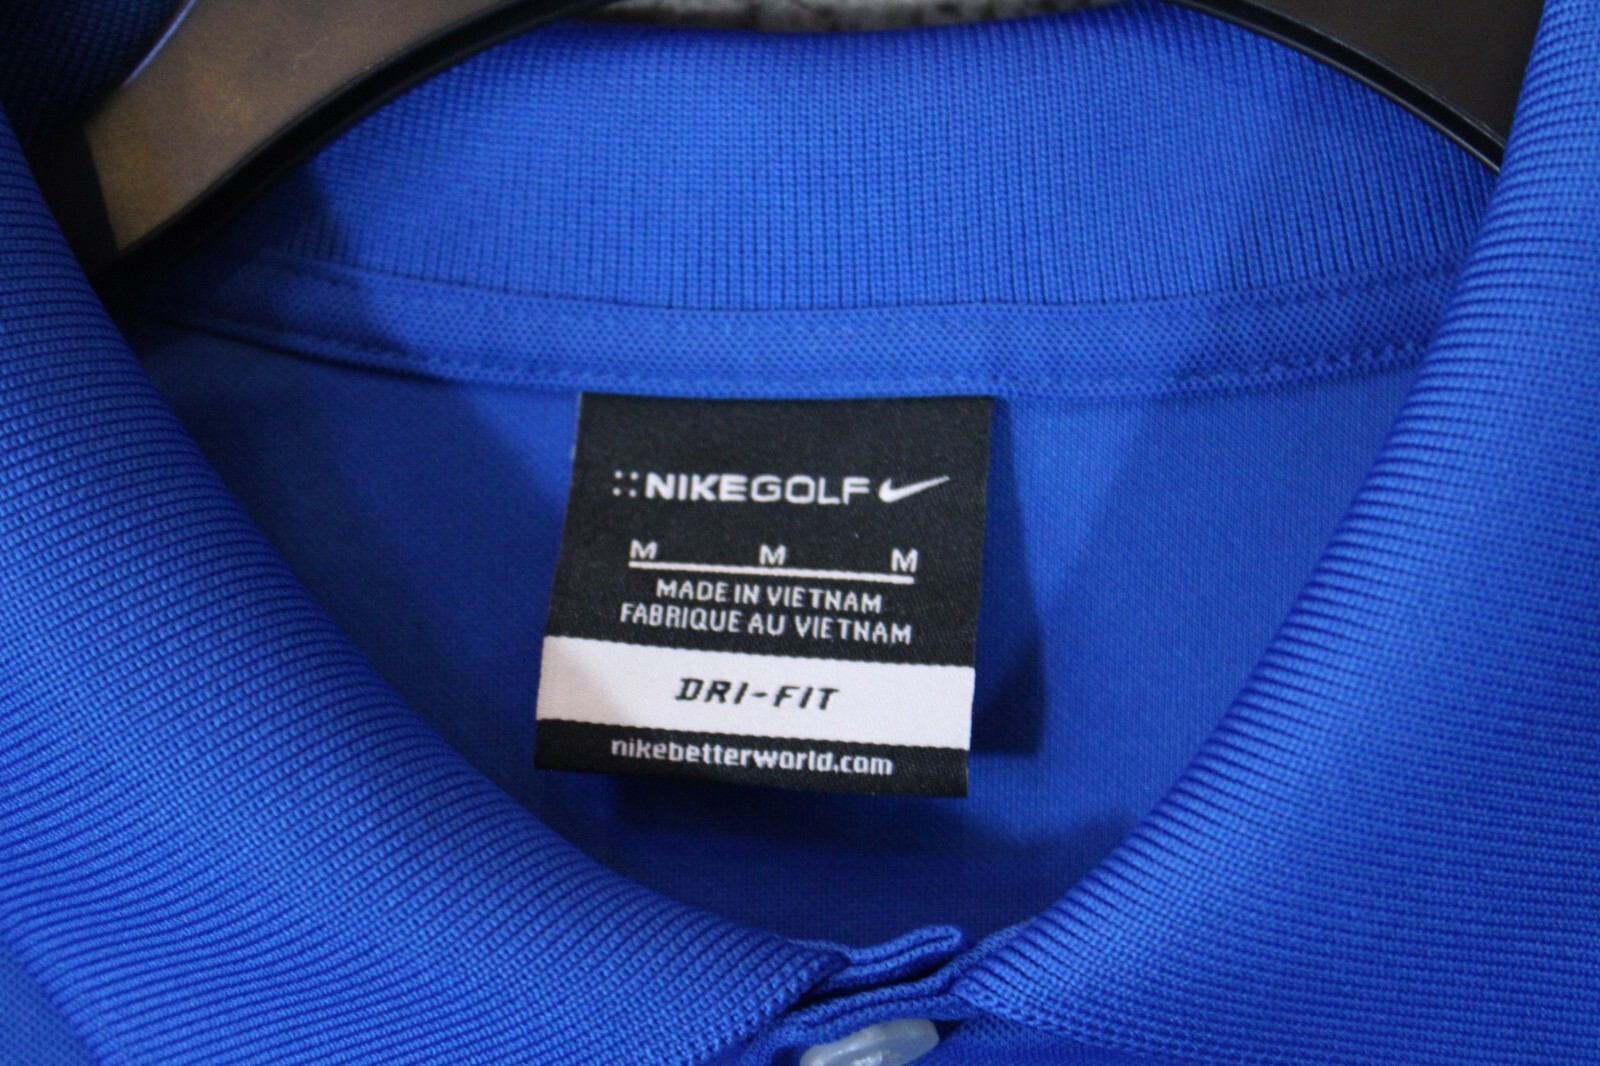 NIKEGOLF
M M M
MADE IN VIETNAM
FABRIQUE AU VIETNAM
DRI-FIT
nikebetterworld.com